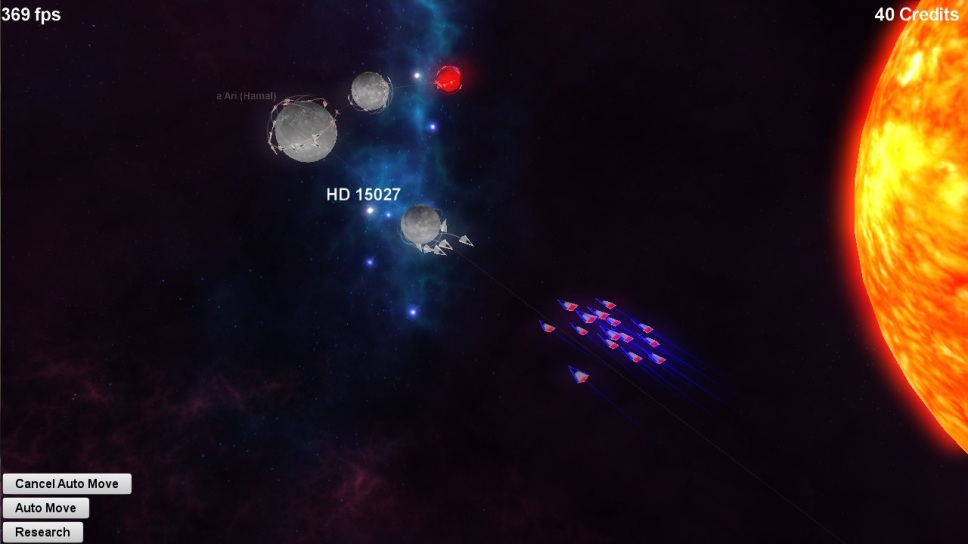 369 fps
40 Credits
a Ari (Hamal)
HD 15027
Cancel Auto Move
Auto Move
Research